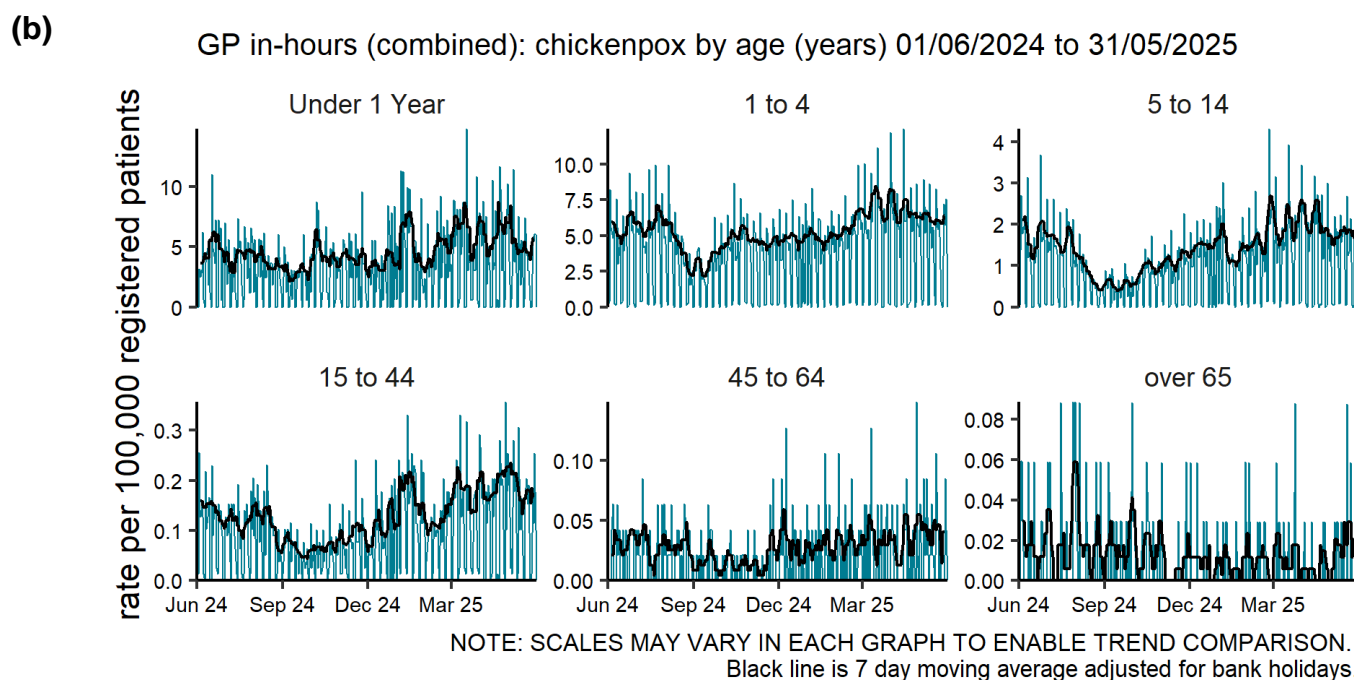 (b)
GP in-hours (combined): chickenpox by age (years) 01/06/2024 to 31/05/2025
rate per 100,000 registered patients
Under 1 Year
10
5
0
1 to 4
10.0
7.5
5.0
2.5
0.0
5 to 14
4
3
2
1
0
15 to 44
0.3
0.2
0.1
0.0
Jun 24 Sep 24 Dec 24 Mar 25
45 to 64
0.10
0.05
0.00
Jun 24 Sep 24 Dec 24 Mar 25
over 65
0.08
0.06
0.04
0.02
0.00
Jun 24 Sep 24 Dec 24 Mar 25
NOTE: SCALES MAY VARY IN EACH GRAPH TO ENABLE TREND COMPARISON.
Black line is 7 day moving average adjusted for bank holidays